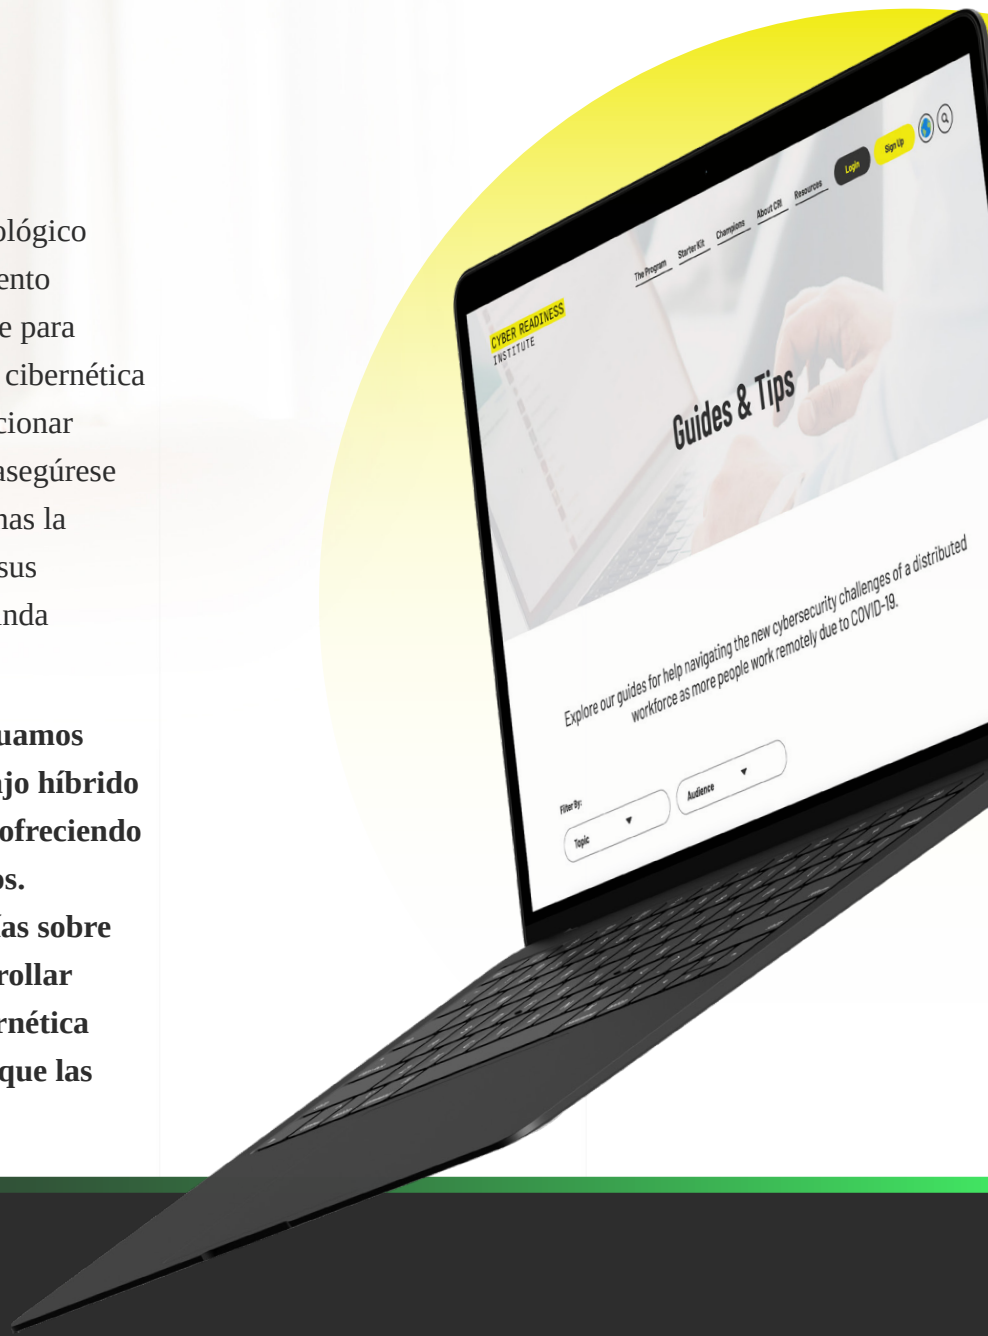 ológico
ento
e para
cibernética
cionar
asegúrese
nas la
sus
nda
uamos
ajo híbrido
ofreciendo
os.
ías sobre
rollar
rnética
que las
Login
Sign Up
The Program
Starter Kit
Champions
About CRI
Resources
CYBER READINESS
INSTITUTE
Guides & Tips
Explore our guides for help navigating the new cybersecurity challenges of a distributed
workforce as more people work remotely due to COVID-19.
Filter By:
Topic
Audience